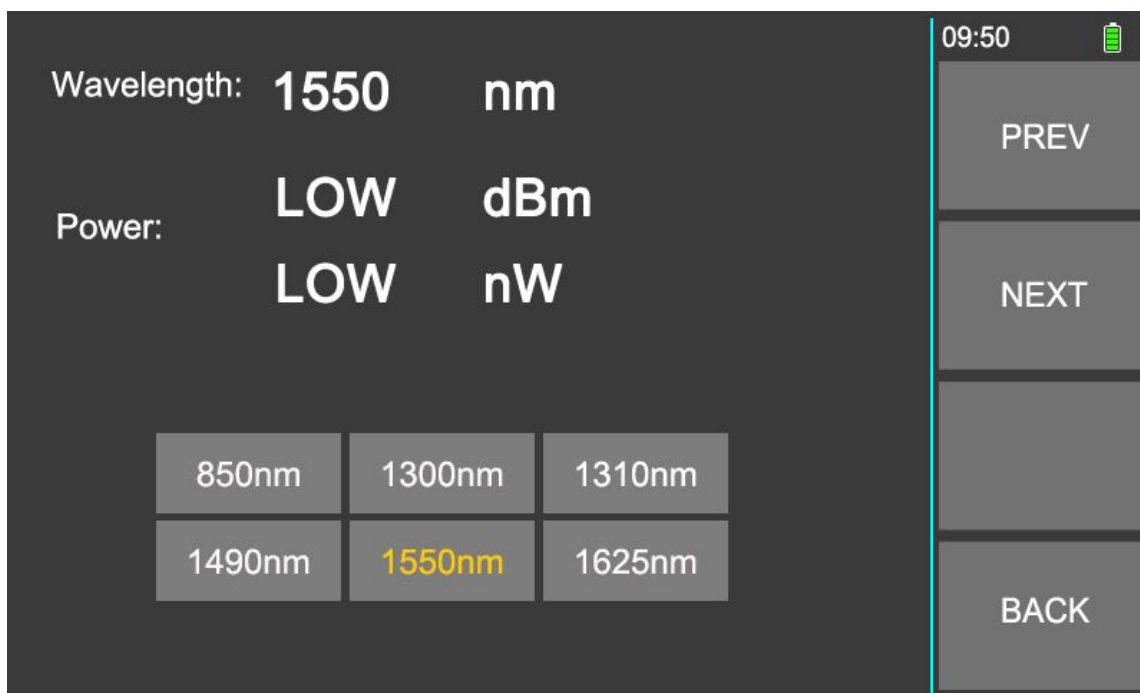 09:50
Wavelength: 1550 nm
PREV
LOW dBm
Power:
LOW nW
NEXT
850nm 1300nm 1310nm
1490nm 1550nm 1625nm
BACK